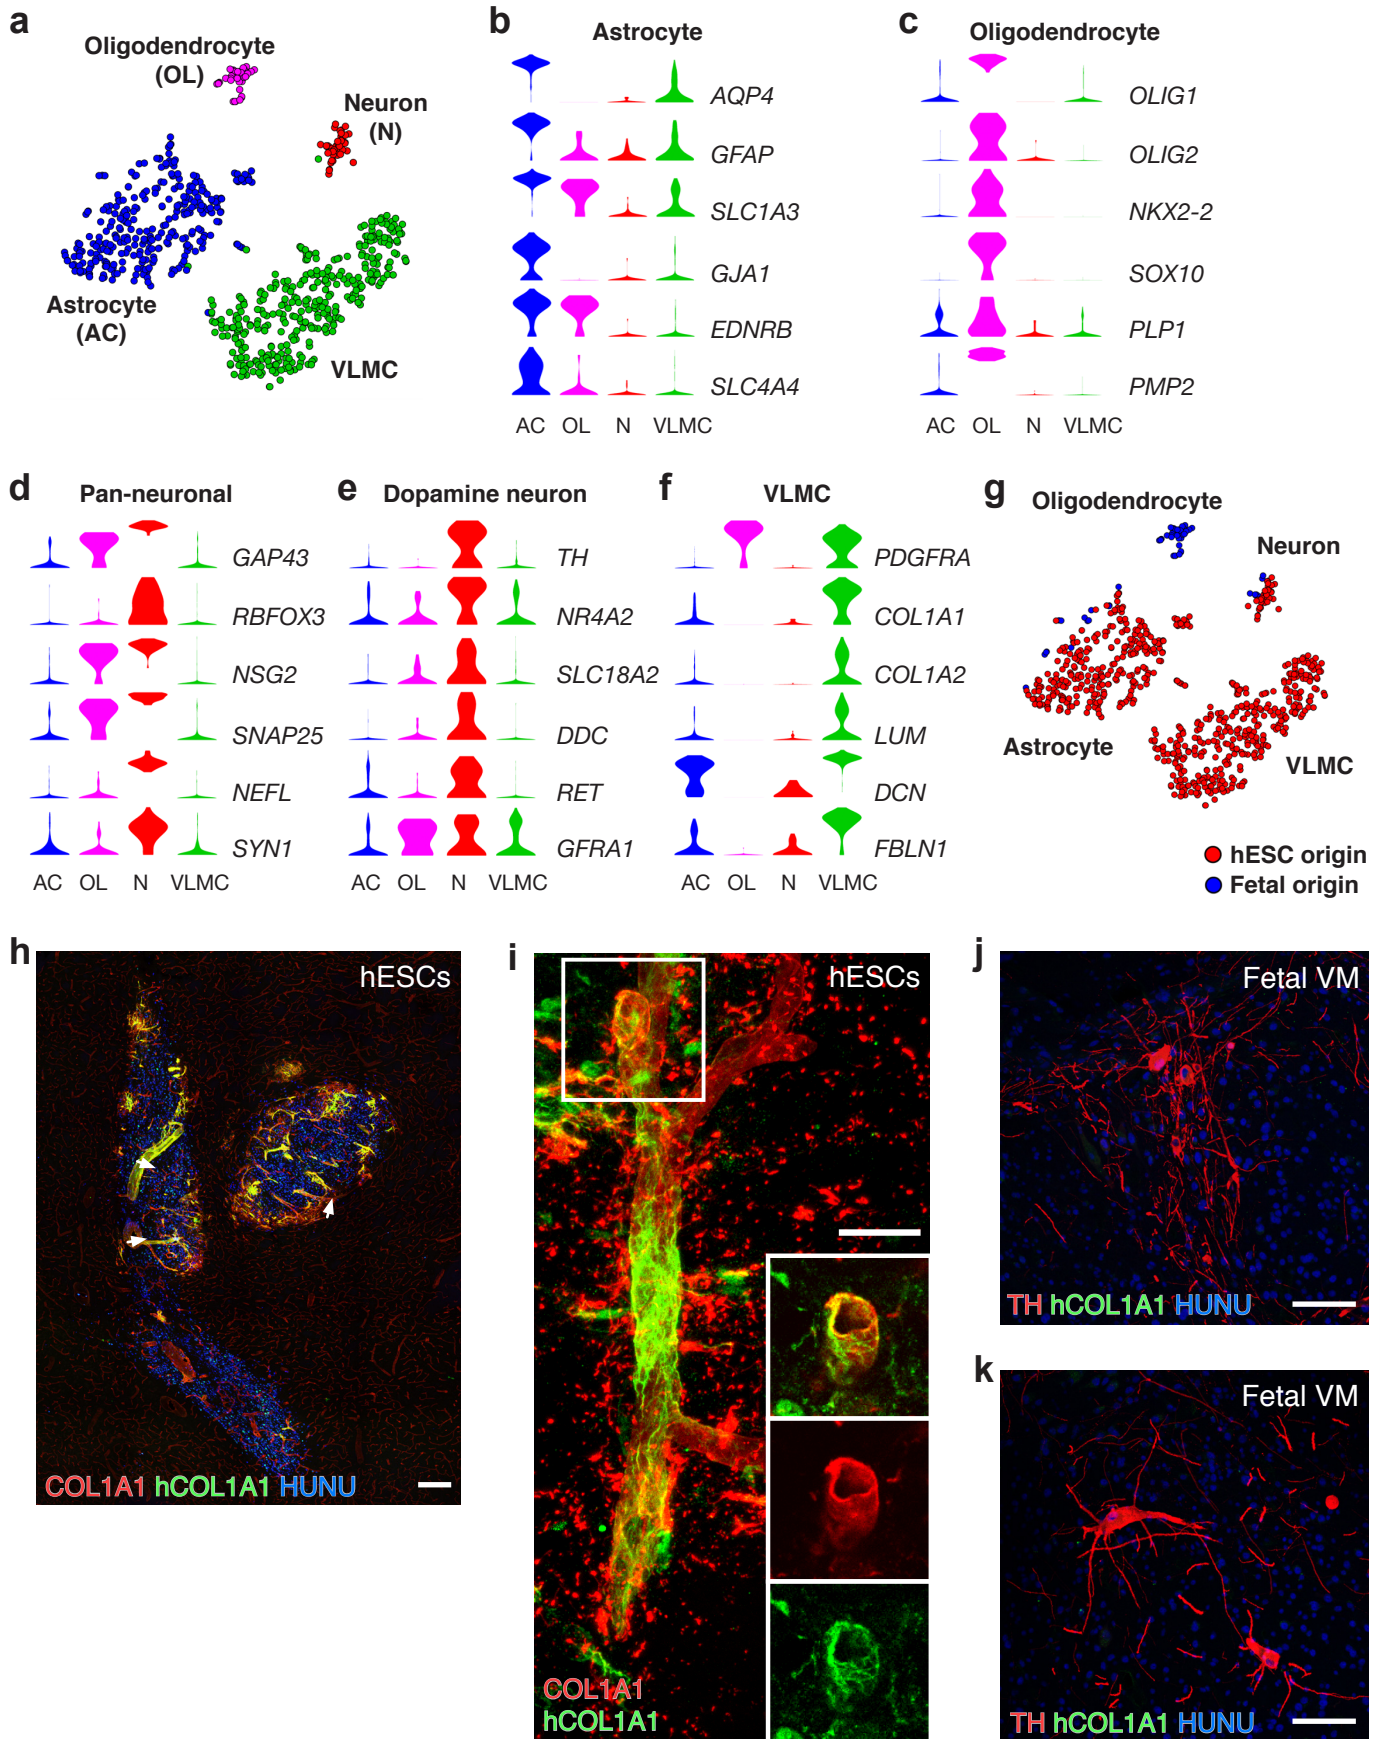 a
Oligodendrocyte
(OL)
Neuron
(N)
Astrocyte
(AC)
VLMC
b
Astrocyte
AQP4
GFAP
SLC1A3
GJA1
EDNRB
SLC4A4
AC OL N VLMC
c
Oligodendrocyte
OLIG1
OLIG2
NKX2-2
SOX10
PLP1
PMP2
AC OL N VLMC
d
Pan-neuronal
GAP43
RBFOX3
NSG2
SNAP25
NEFL
SYN1
AC OL N VLMC
e
Dopamine neuron
TH
NR4A2
SLC18A2
DDC
RET
GFRA1
AC OL N VLMC
f
VLMC
PDGFRA
COL1A1
COL1A2
LUM
DCN
FBLN1
AC OL N VLMC
g
Oligodendrocyte
Neuron
Astrocyte
VLMC
hESC origin
Fetal origin
h
hESCs
COL1A1 hCOL1A1 HUNU
i
hESCs
COL1A1
hCOL1A1
j
Fetal VM
TH hCOL1A1 HUNU
k
Fetal VM
TH hCOL1A1 HUNU